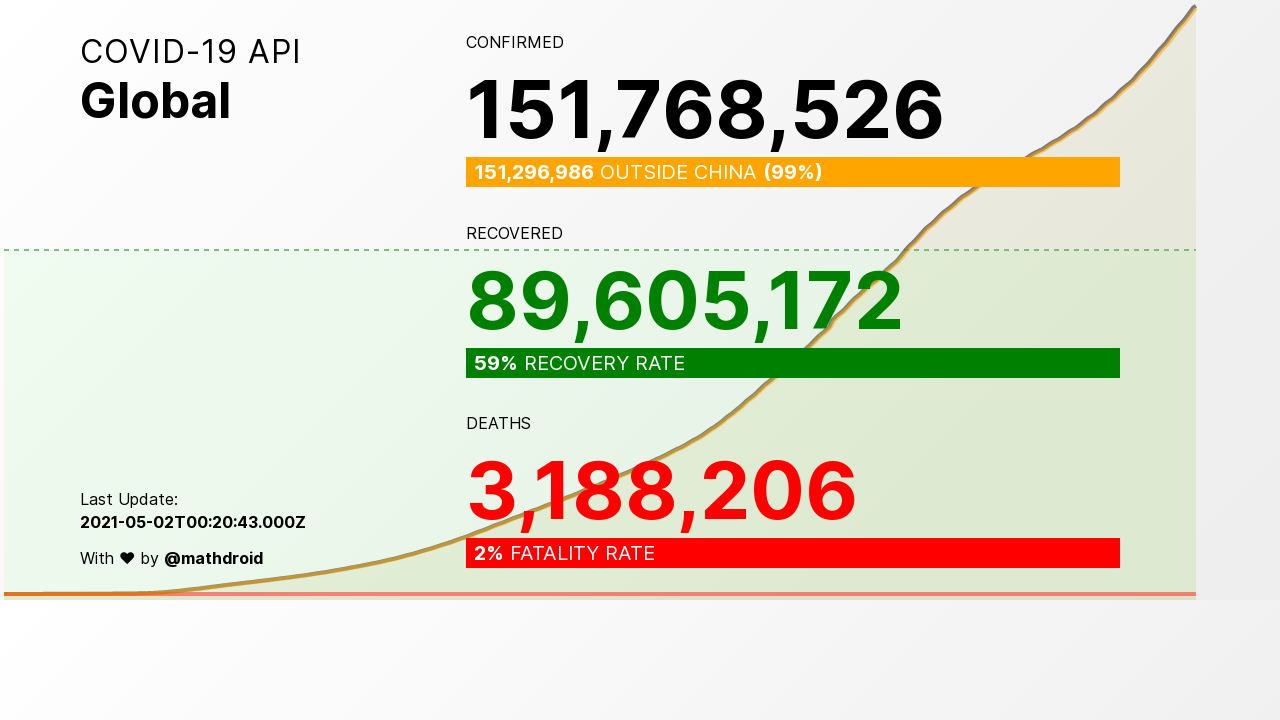 COVID-19 API
Global
CONFIRMED
151,768,526
151,296,986 OUTSIDE CHINA (99%)
RECOVERED
89,605,172
59% RECOVERY RATE
DEATHS
3,188,206
2% FATALITY RATE
Last Update:
2021-05-02T00:20:43.000Z
With ♥ by @mathdroid